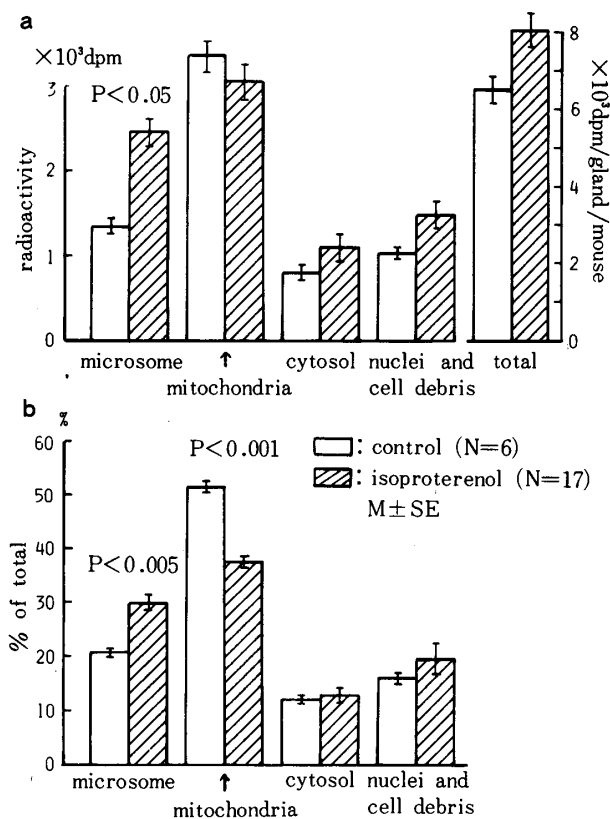 a
×10³dpm
P<0.05
3
2
1
0
radioactivity
8
6
4
2
0
×10³dpm/gland/mouse
microsome ↑ cytosol nuclei and total
mitochondria cell debris
b
%
60
50
40
30
20
10
0
% of total
P<0.001
P<0.005
: control (N=6)
: isoproterenol (N=17)
M±SE
microsome ↑ cytosol nuclei and
mitochondria cell debris